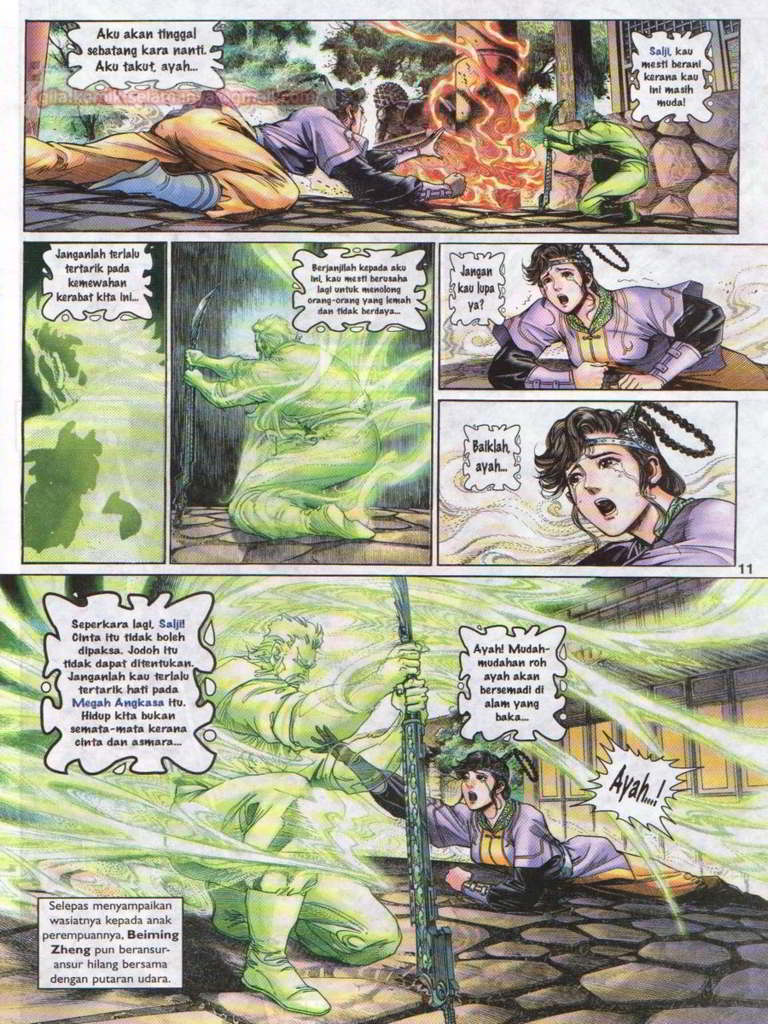 Aku akan tinggal
sebatang kara nanti.
Aku takut, ayah...
Salji, kau
mesti berani
kerana kau
ini masih
muda!
Janganlah terlalu
tertarik pada
kemewahan
kerabat kita ini...
Berjanjilah kepada aku
ini, kau mesti berusaha
lagi untuk menolong
orang-orang yang lemah
dan tidak berdaya...
Jangan
kau lupa
ya?
Baiklah,
ayah...
11
Seperkara lagi, Salji!
Cinta itu tidak boleh
dipaksa. Jodoh itu
tidak dapat ditentukan.
Janganlah kau terlalu
tertarik hati pada
Megah Angkasa itu.
Hidup kita bukan
semata-mata kerana
cinta dan asmara...
Ayah! Mudah-
mudahan roh
ayah akan
bersemadi di
alam yang
baka...
Ayah...!
Selepas menyampaikan
wasiatnya kepada anak
perempuannya, Beiming
Zheng pun beransur-
ansur hilang bersama
dengan putaran udara.